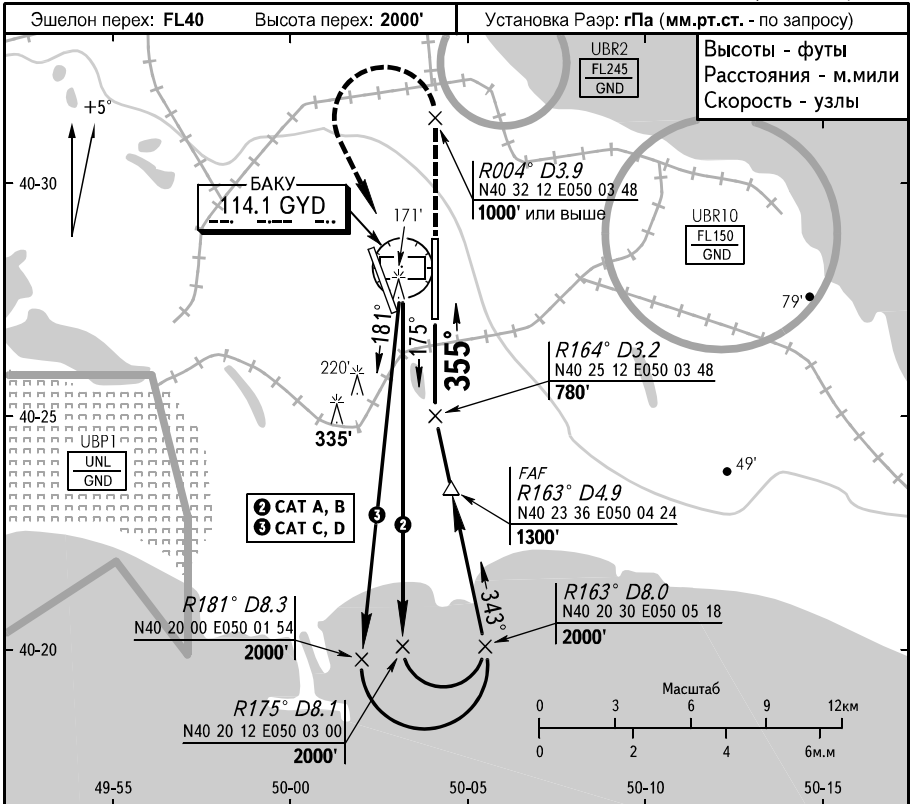 Эшелон перех: FL40 Высота перех: 2000' Установка Раэр: гПа (мм.рт.ст. - по запросу)
Высоты - футы
Расстояния - м.мили
Скорость - узлы
UBR2
FL245
GND
+5°
40-30
БАКУ
114.1 GYD
171'
R004° D3.9
N40 32 12 E050 03 48
1000' или выше
UBR10
FL150
GND
79'
181°
175°
355°
R164° D3.2
N40 25 12 E050 03 48
780'
220'
335'
40-25
UBP1
UNL
GND
49'
FAF
R163° D4.9
N40 23 36 E050 04 24
1300'
2 CAT A, B
3 CAT C, D
3
2
343°
R181° D8.3
N40 20 00 E050 01 54
2000'
R163° D8.0
N40 20 30 E050 05 18
2000'
40-20
R175° D8.1
N40 20 12 E050 03 00
2000'
Масштаб
0 3 6 9 12км
0 2 4 6м.м
49-55 50-00 50-05 50-10 50-15